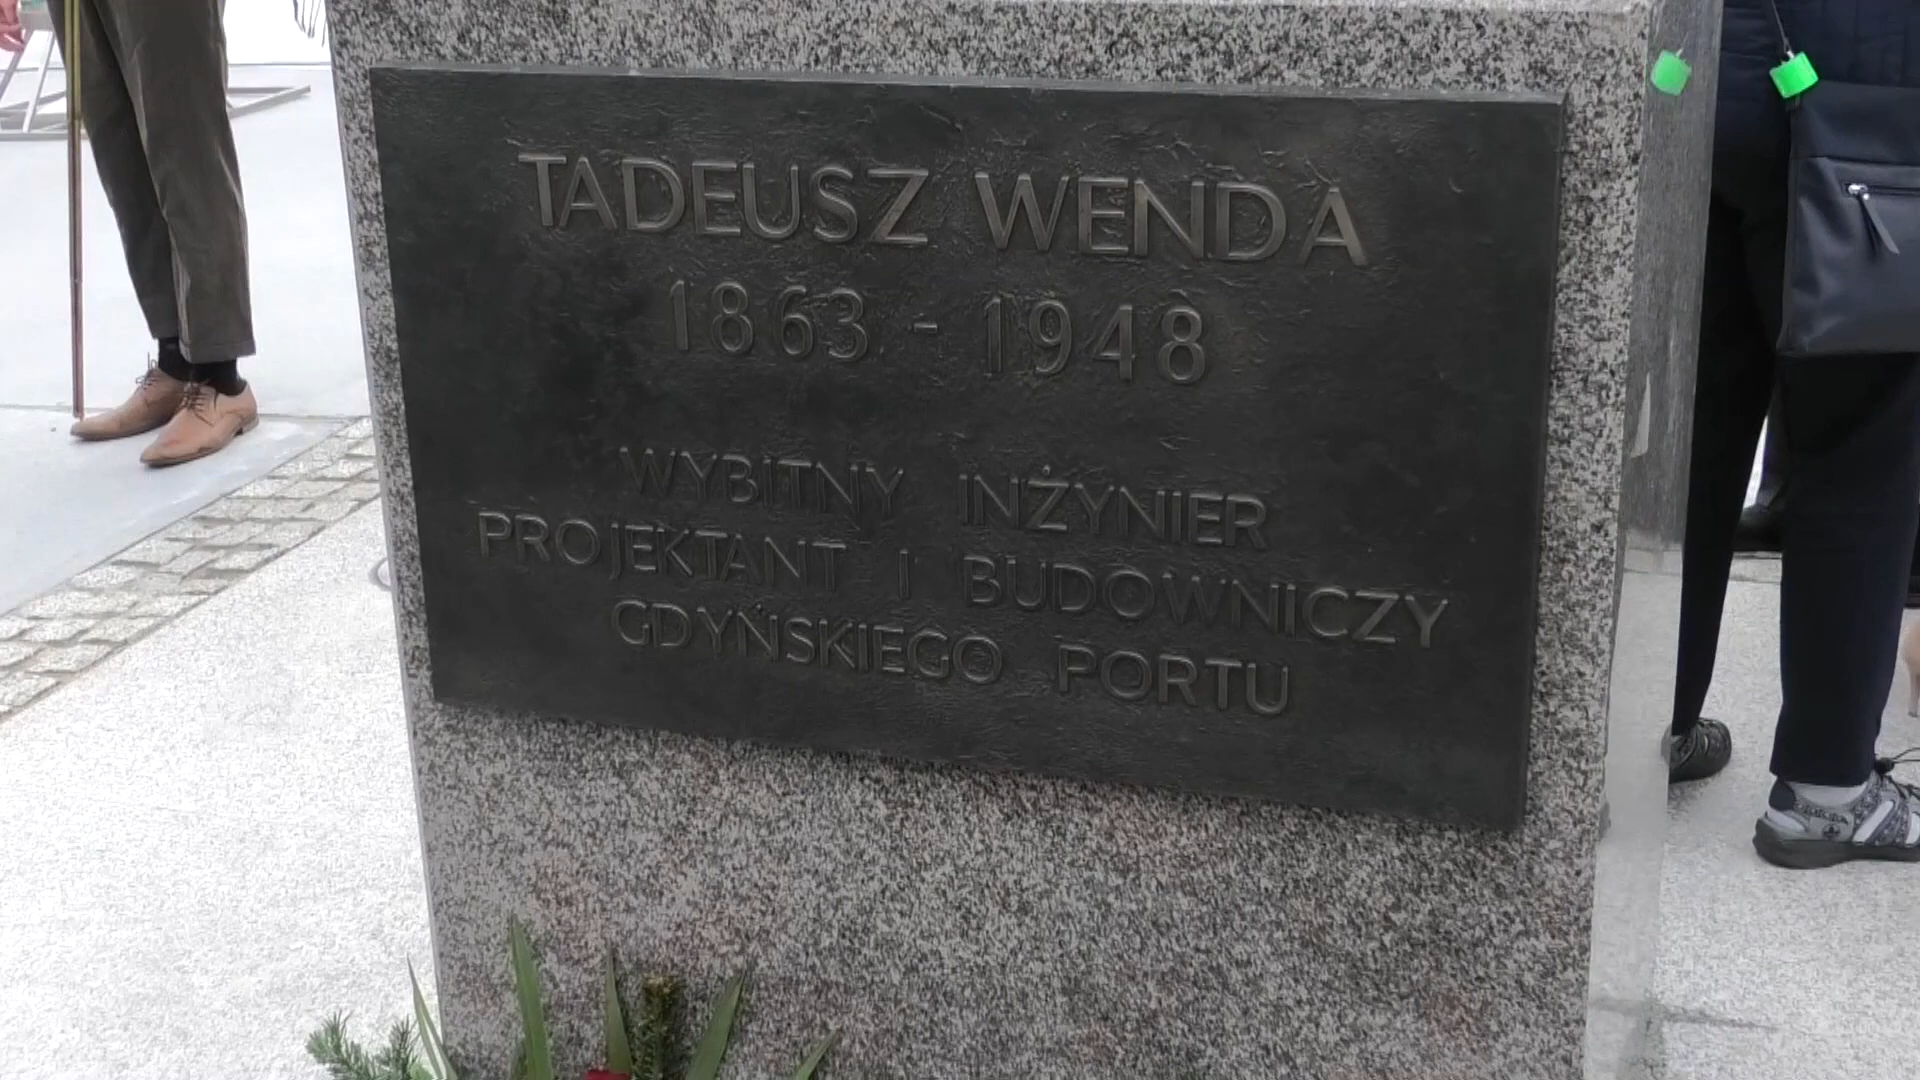 TADEUSZ WENDA
1863 - 1948
WYBITNY INŻYNIER
PROJEKTANT I BUDOWNICZY
GDYŃSKIEGO PORTU